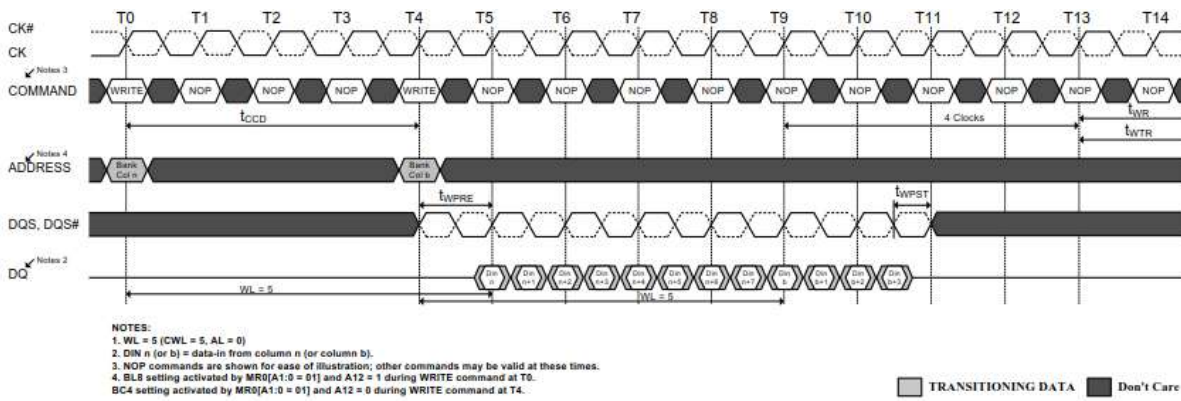 T0 T1 T2 T3 T4 T5 T6 T7 T8 T9 T10 T11 T12 T13 T14
CK#
CK
Notes 3
COMMAND
WRITE NOP NOP NOP WRITE NOP NOP NOP NOP NOP NOP NOP NOP NOP NOP
tCCD
4 Clocks
tWR
tWTR
Notes 4
ADDRESS
Bank Col n
Bank Col b
tWPRE
tWPST
DQS, DQS#
Notes 2
DQ
Din n Din n+1 Din n+2 Din n+3 Din n+4 Din n+5 Din n+6 Din n+7 Din b Din b+1 Din b+2 Din b+3
WL = 5
WL = 5
NOTES:
1. WL = 5 (CWL = 5, AL = 0)
2. DIN n (or b) = data-in from column n (or column b).
3. NOP commands are shown for ease of illustration; other commands may be valid at these times.
4. BL8 setting activated by MR0[A1:0 = 01] and A12 = 1 during WRITE command at T0.
BC4 setting activated by MR0[A1:0 = 01] and A12 = 0 during WRITE command at T4.
TRANSITIONING DATA
Don't Care